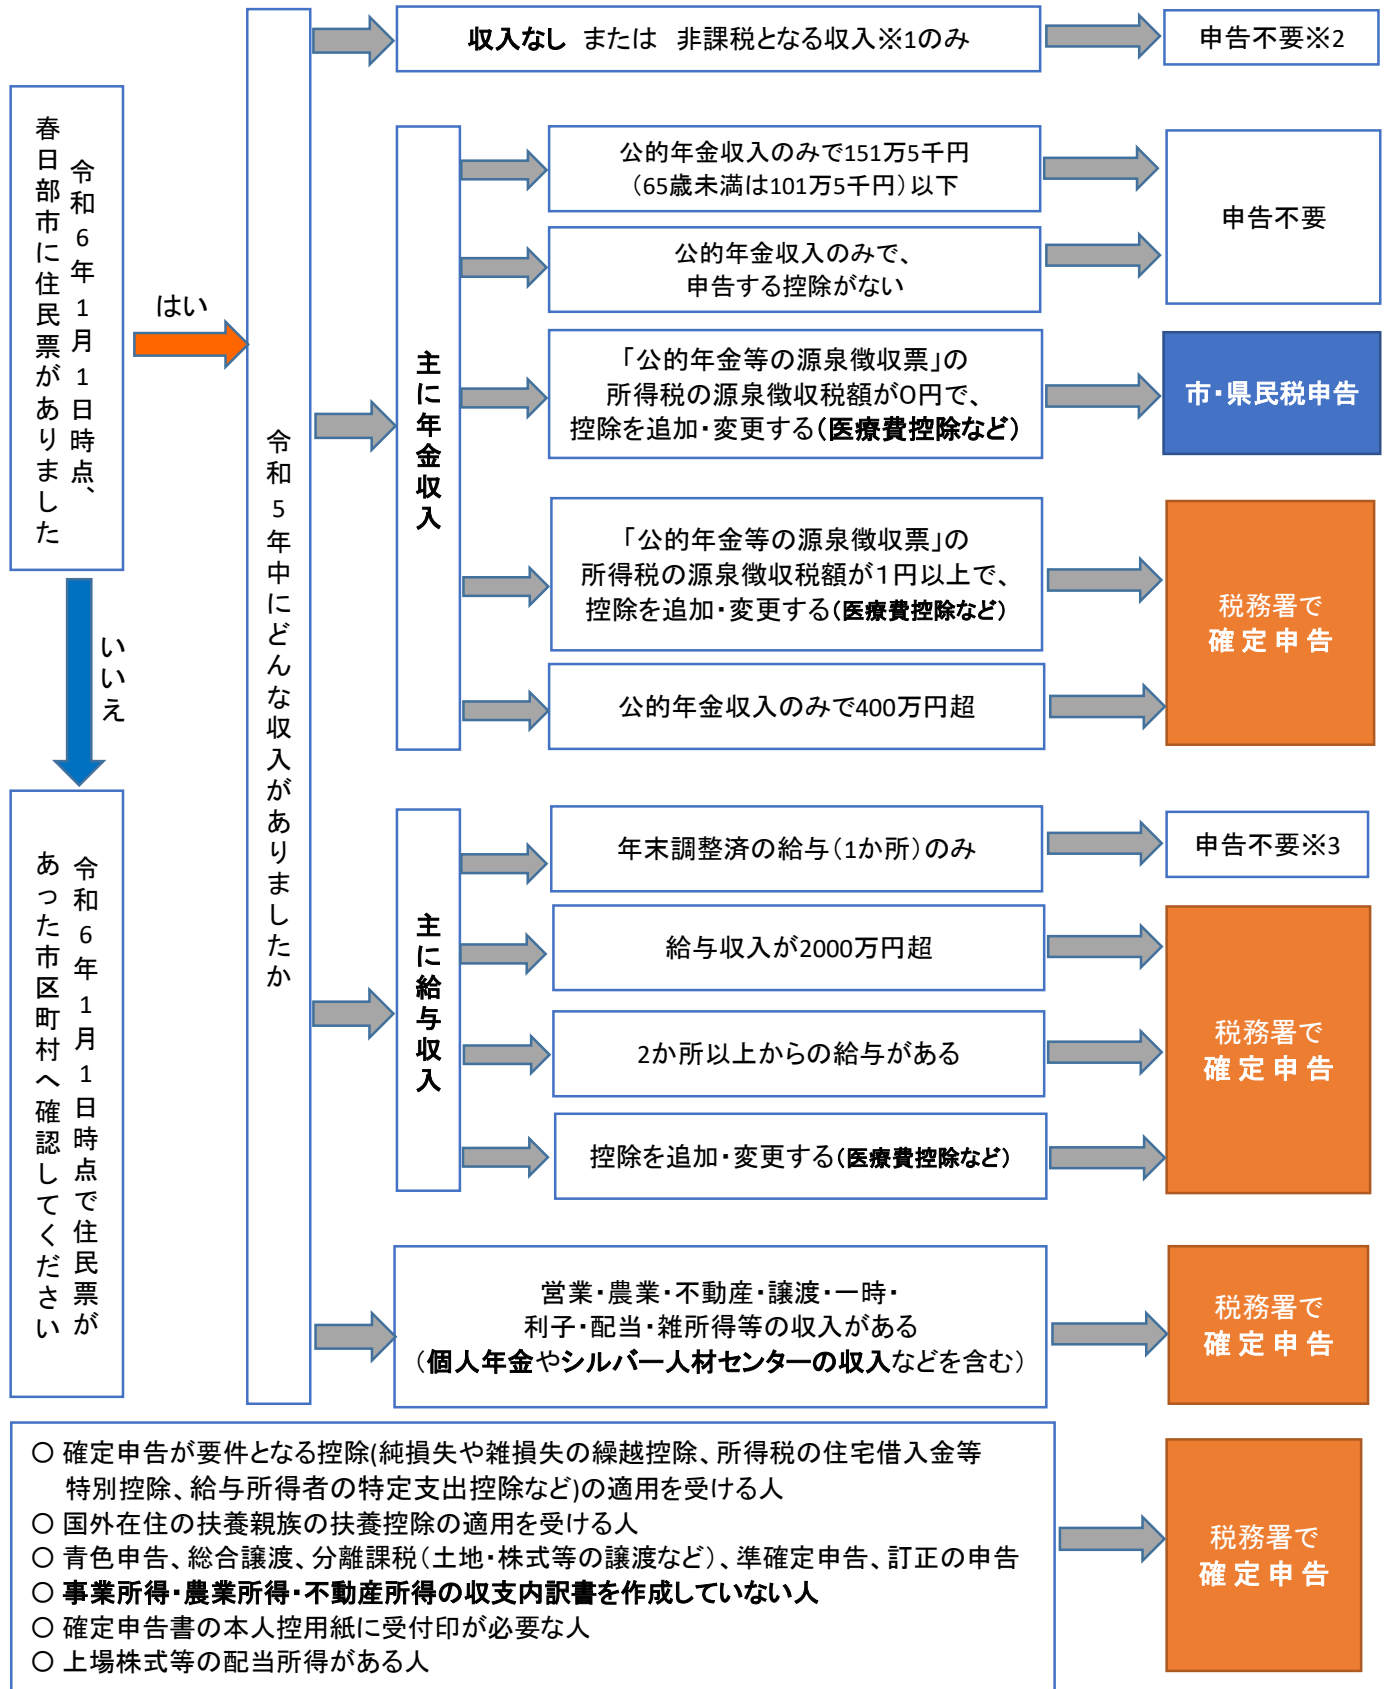 令和6年1月1日時点、
春日部市に住民票がありました
はい
いいえ
令和6年1月1日時点で住民票が
あった市区町村へ確認してください
令和5年中にどんな収入がありましたか
収入なし または 非課税となる収入※1のみ
申告不要※2
主に年金収入
公的年金収入のみで151万5千円
（65歳未満は101万5千円）以下
公的年金収入のみで、
申告する控除がない
申告不要
「公的年金等の源泉徴収票」の
所得税の源泉徴収税額が0円で、
控除を追加・変更する（医療費控除など）
市・県民税申告
「公的年金等の源泉徴収票」の
所得税の源泉徴収税額が１円以上で、
控除を追加・変更する（医療費控除など）
公的年金収入のみで400万円超
税務署で
確定申告
主に給与収入
年末調整済の給与（1か所）のみ
申告不要※3
給与収入が2000万円超
2か所以上からの給与がある
控除を追加・変更する（医療費控除など）
税務署で
確定申告
営業・農業・不動産・譲渡・一時・
利子・配当・雑所得等の収入がある
（個人年金やシルバー人材センターの収入などを含む）
税務署で
確定申告
〇 確定申告が要件となる控除(純損失や雑損失の繰越控除、所得税の住宅借入金等
特別控除、給与所得者の特定支出控除など)の適用を受ける人
〇 国外在住の扶養親族の扶養控除の適用を受ける人
〇 青色申告、総合譲渡、分離課税（土地・株式等の譲渡など）、準確定申告、訂正の申告
〇 事業所得・農業所得・不動産所得の収支内訳書を作成していない人
〇 確定申告書の本人控用紙に受付印が必要な人
〇 上場株式等の配当所得がある人
税務署で
確定申告